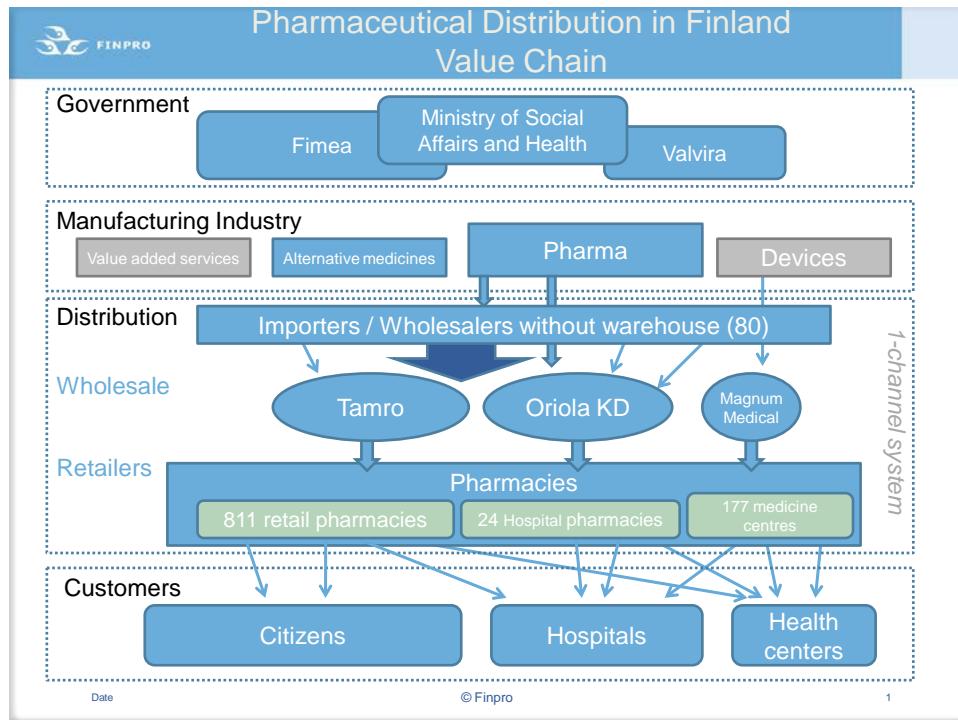 FINPRO
Pharmaceutical Distribution in Finland
Value Chain
Government
Fimea
Ministry of Social
Affairs and Health
Valvira
Manufacturing Industry
Value added services
Alternative medicines
Pharma
Devices
Distribution
Importers / Wholesalers without warehouse (80)
1-channel system
Wholesale
Tamro
Oriola KD
Magnum
Medical
Retailers
Pharmacies
811 retail pharmacies
24 Hospital pharmacies
177 medicine
centres
Customers
Citizens
Hospitals
Health
centers
Date
© Finpro
1